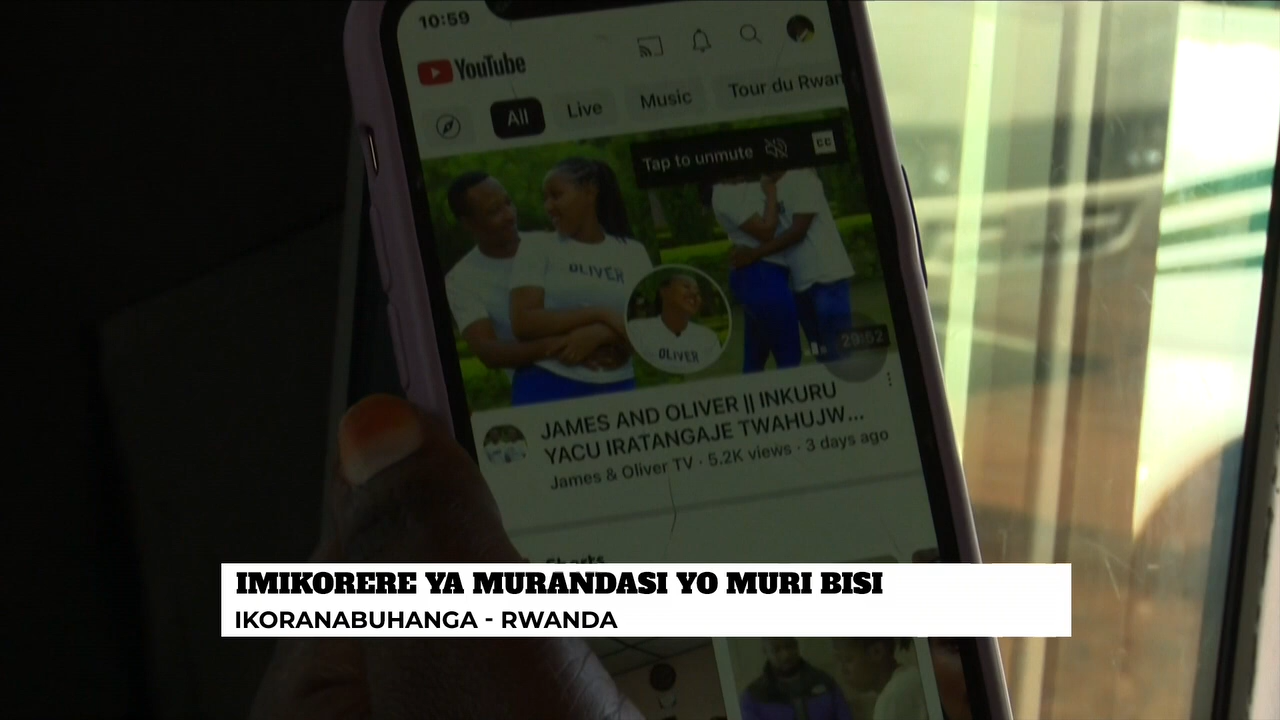 10:59
YouTube
All Live Music Tour du Rwan
Tap to unmute CC
OLIVER
OLIVER
29:52
JAMES AND OLIVER || INKURU
YACU IRATANGAJE TWAHUJW...
James & Oliver TV · 5.2K views · 3 days ago
Shorts
IMIKORERE YA MURANDASI YO MURI BISI
IKORANABUHANGA - RWANDA